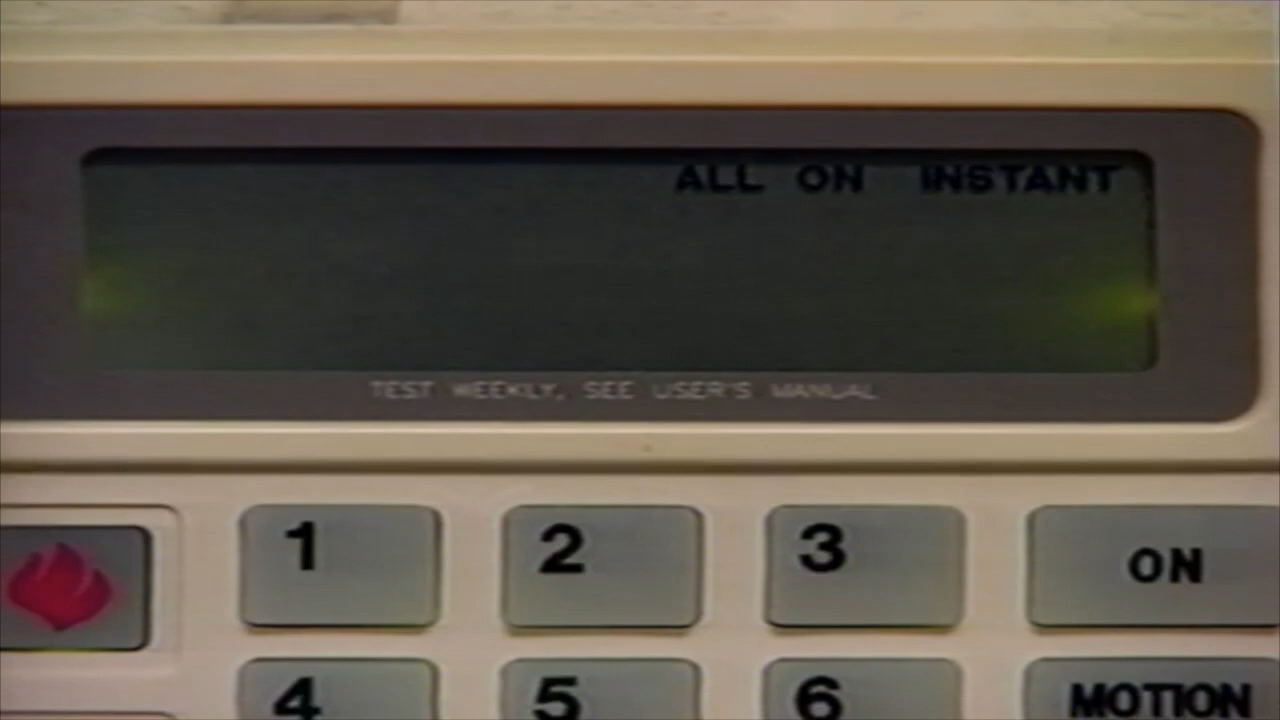 ALL ON INSTANT
TEST WEEKLY, SEE USER'S MANUAL
1 2 3 ON
4 5 6 MOTION